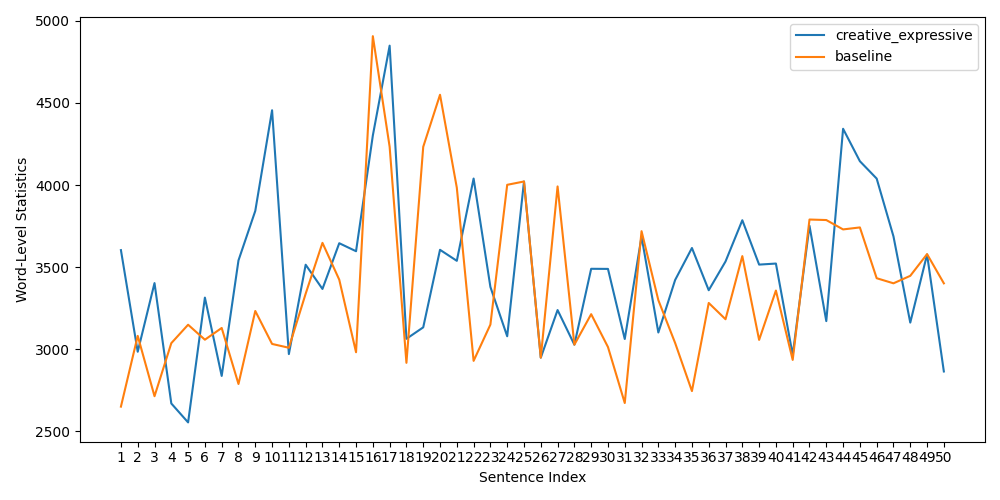 creative_expressive
baseline
5000
4500
4000
3500
3000
2500
Word-Level Statistics
1 2 3 4 5 6 7 8 9 10 11 12 13 14 15 16 17 18 19 20 21 22 23 24 25 26 27 28 29 30 31 32 33 34 35 36 37 38 39 40 41 42 43 44 45 46 47 48 49 50
Sentence Index